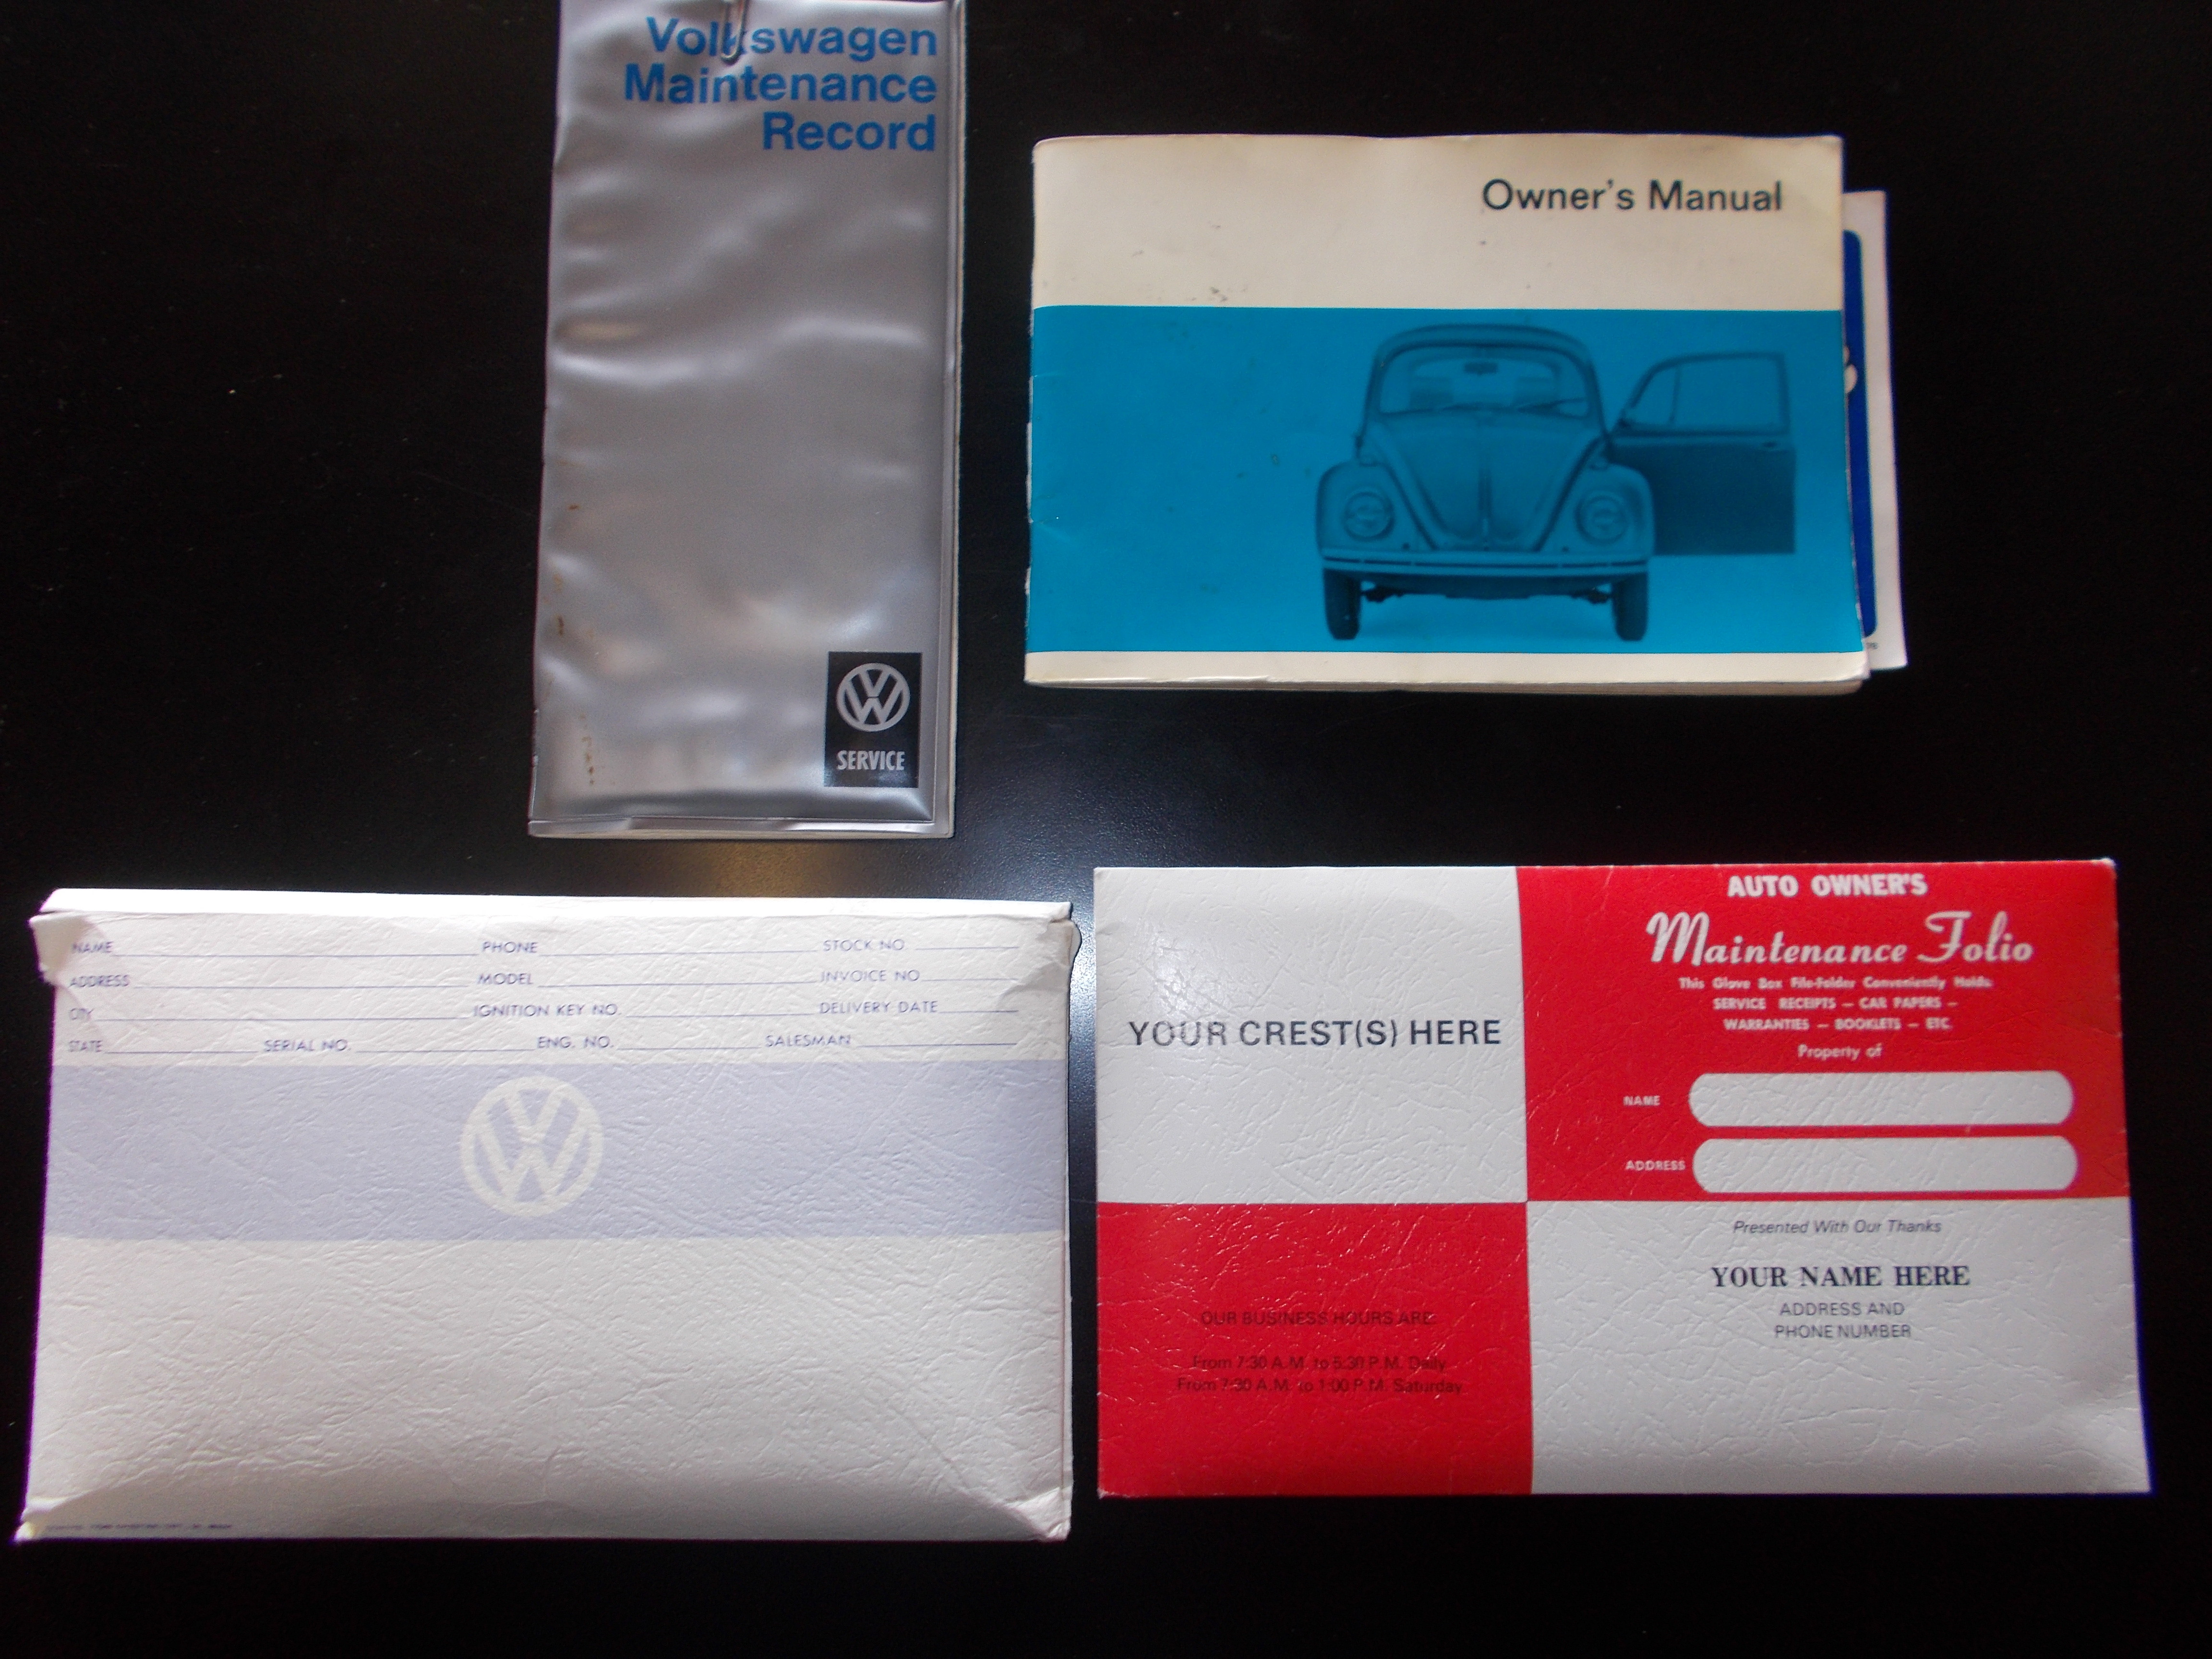 Volkswagen
Maintenance
Record
SERVICE
Owner's Manual
NAME PHONE STOCK NO
ADDRESS MODEL INVOICE NO
CITY IGNITION KEY NO. DELIVERY DATE
STATE SERIAL NO. ENG. NO. SALESMAN
YOUR CREST(S) HERE
AUTO OWNER'S
Maintenance Folio
This Glove Box File-Folder Conveniently Holds:
SERVICE RECEIPTS — CAR PAPERS —
WARRANTIES — BOOKLETS — ETC.
Property of
NAME
ADDRESS
OUR BUSINESS HOURS ARE:
From 7:30 A.M. to 5:30 P.M. Daily
From 7:30 A.M. to 1:00 P.M. Saturday
Presented With Our Thanks
YOUR NAME HERE
ADDRESS AND
PHONE NUMBER